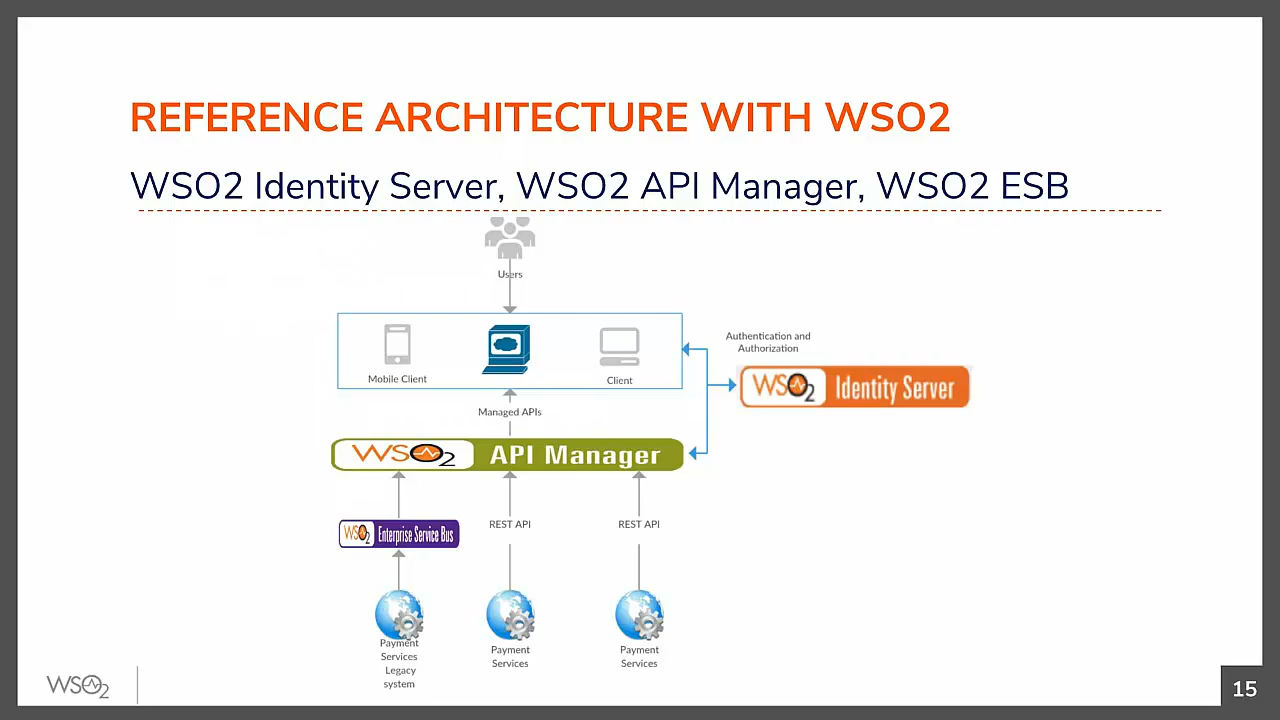 REFERENCE ARCHITECTURE WITH WSO2
WSO2 Identity Server, WSO2 API Manager, WSO2 ESB
Users
Mobile Client
Client
Authentication and
Authorization
WSO2 Identity Server
Managed APIs
WSO2 API Manager
WSO2 Enterprise Service Bus
REST API
REST API
Payment
Services
Legacy
system
Payment
Services
Payment
Services
WSO2
15